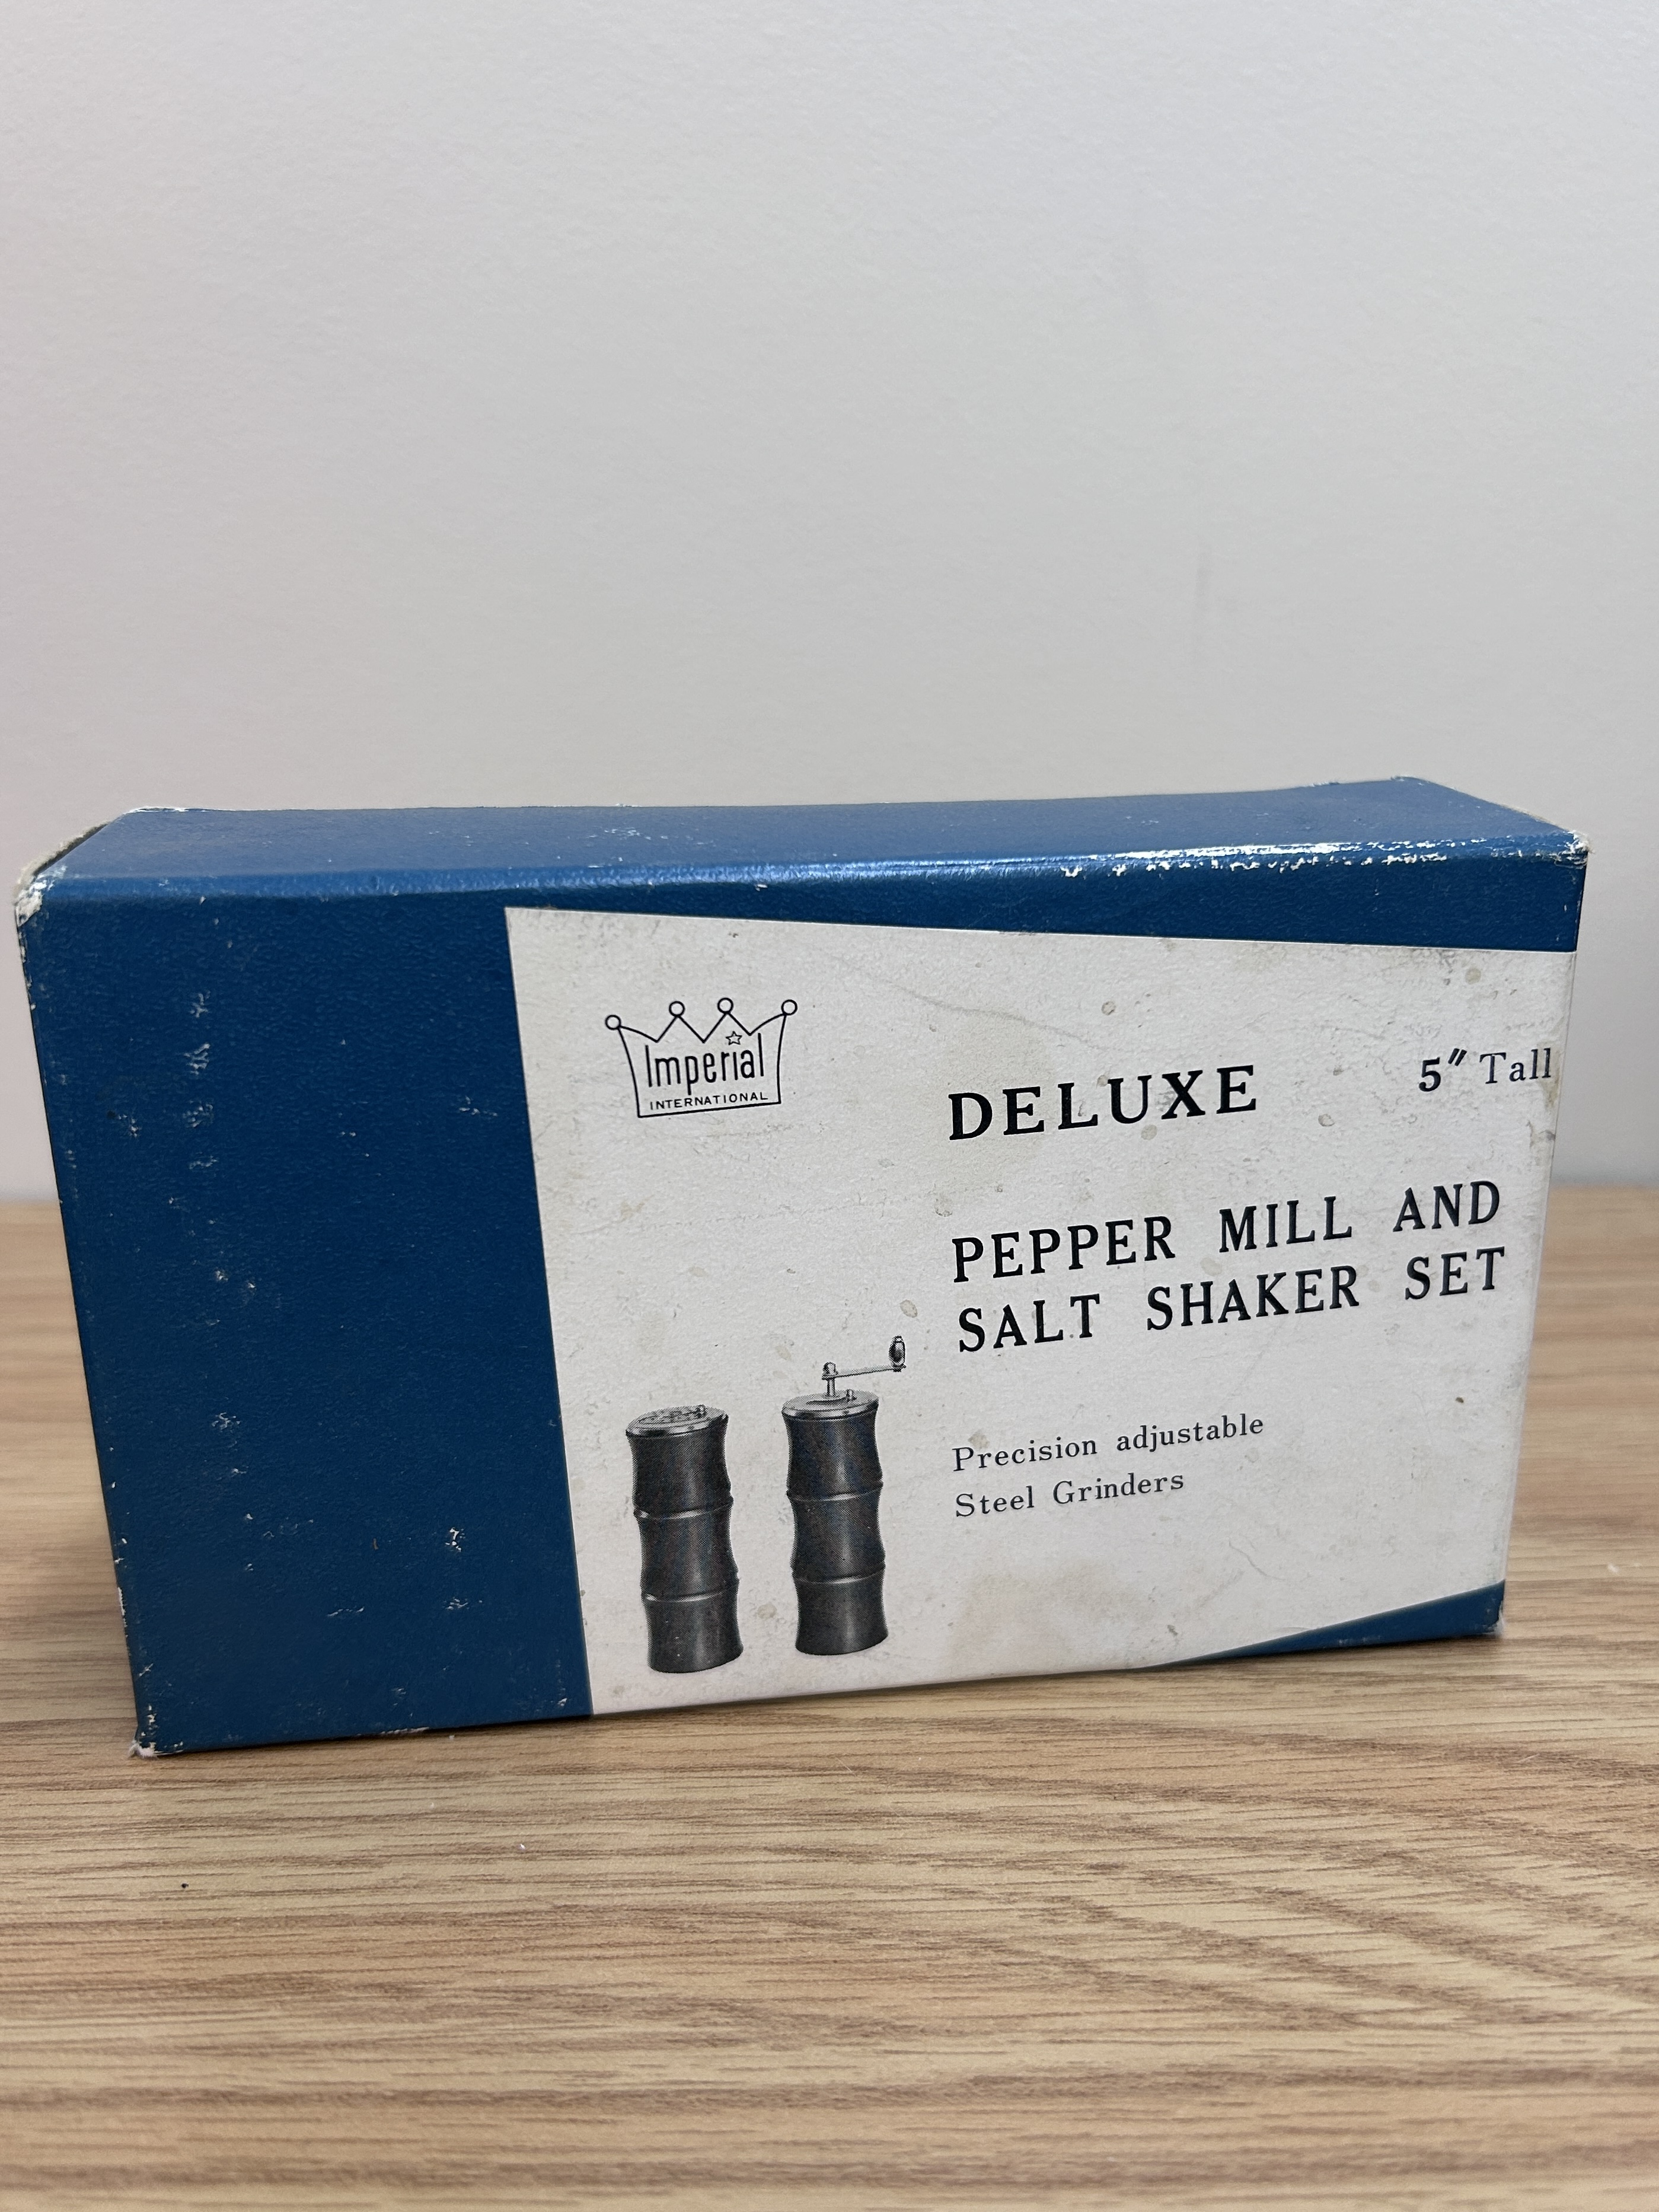 Imperial
INTERNATIONAL
DELUXE
5" Tall
PEPPER MILL AND
SALT SHAKER SET
Precision adjustable
Steel Grinders